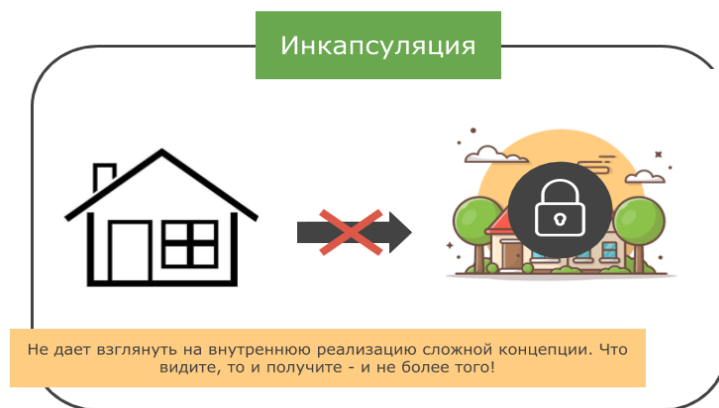 Инкапсуляция
Не дает взглянуть на внутреннюю реализацию сложной концепции. Что
видите, то и получите - и не более того!